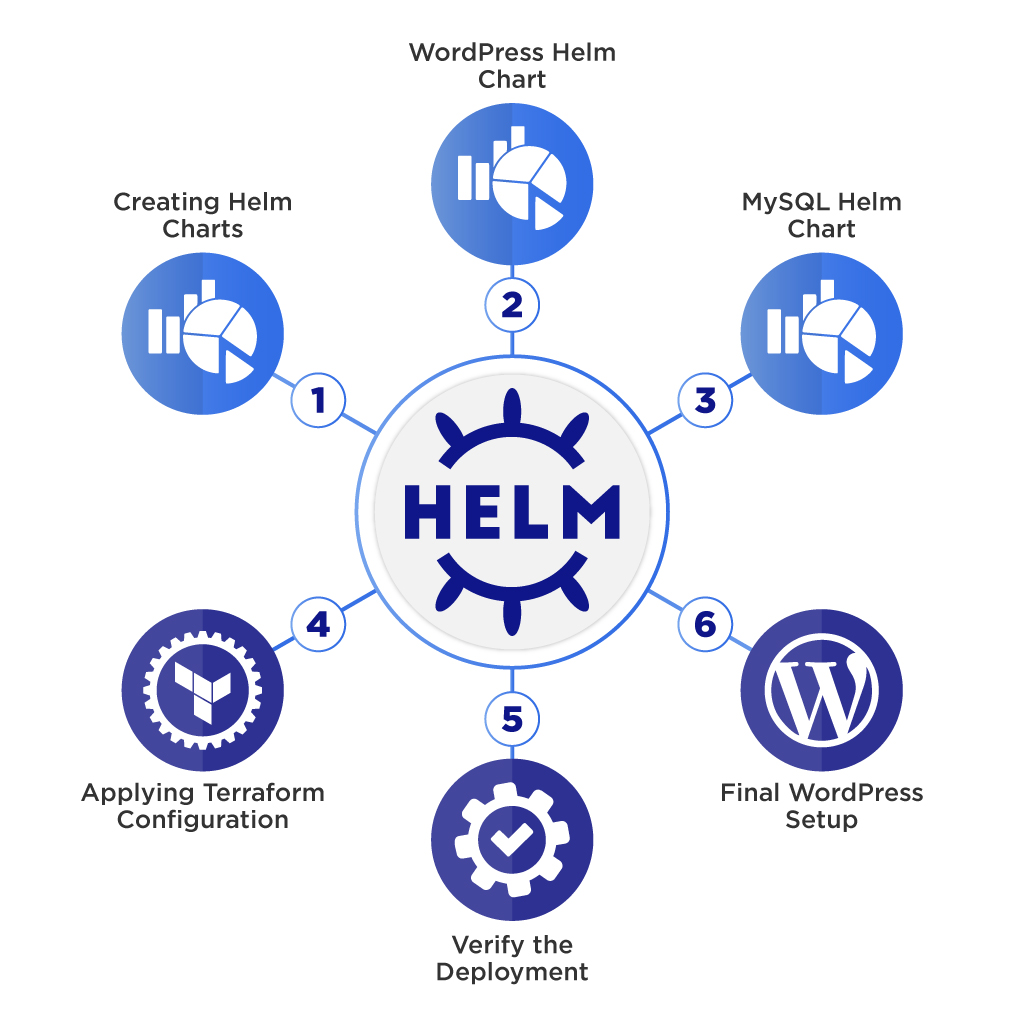 WordPress Helm
Chart
Creating Helm
Charts
MySQL Helm
Chart
2
1
3
HELM
4
6
5
Applying Terraform
Configuration
Final WordPress
Setup
Verify the
Deployment